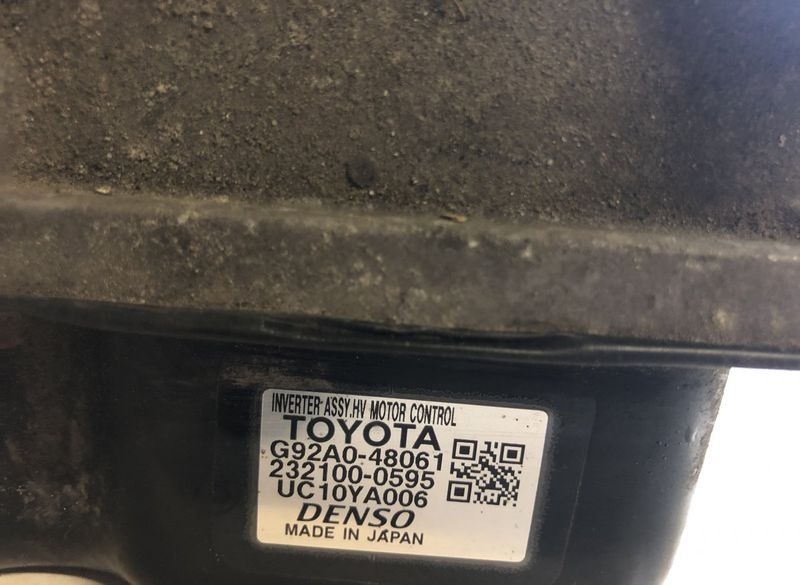 INVERTER ASSY.HV MOTOR CONTROL
TOYOTA
G92A0-48061
232100-0595
UC10YA006
DENSO
MADE IN JAPAN